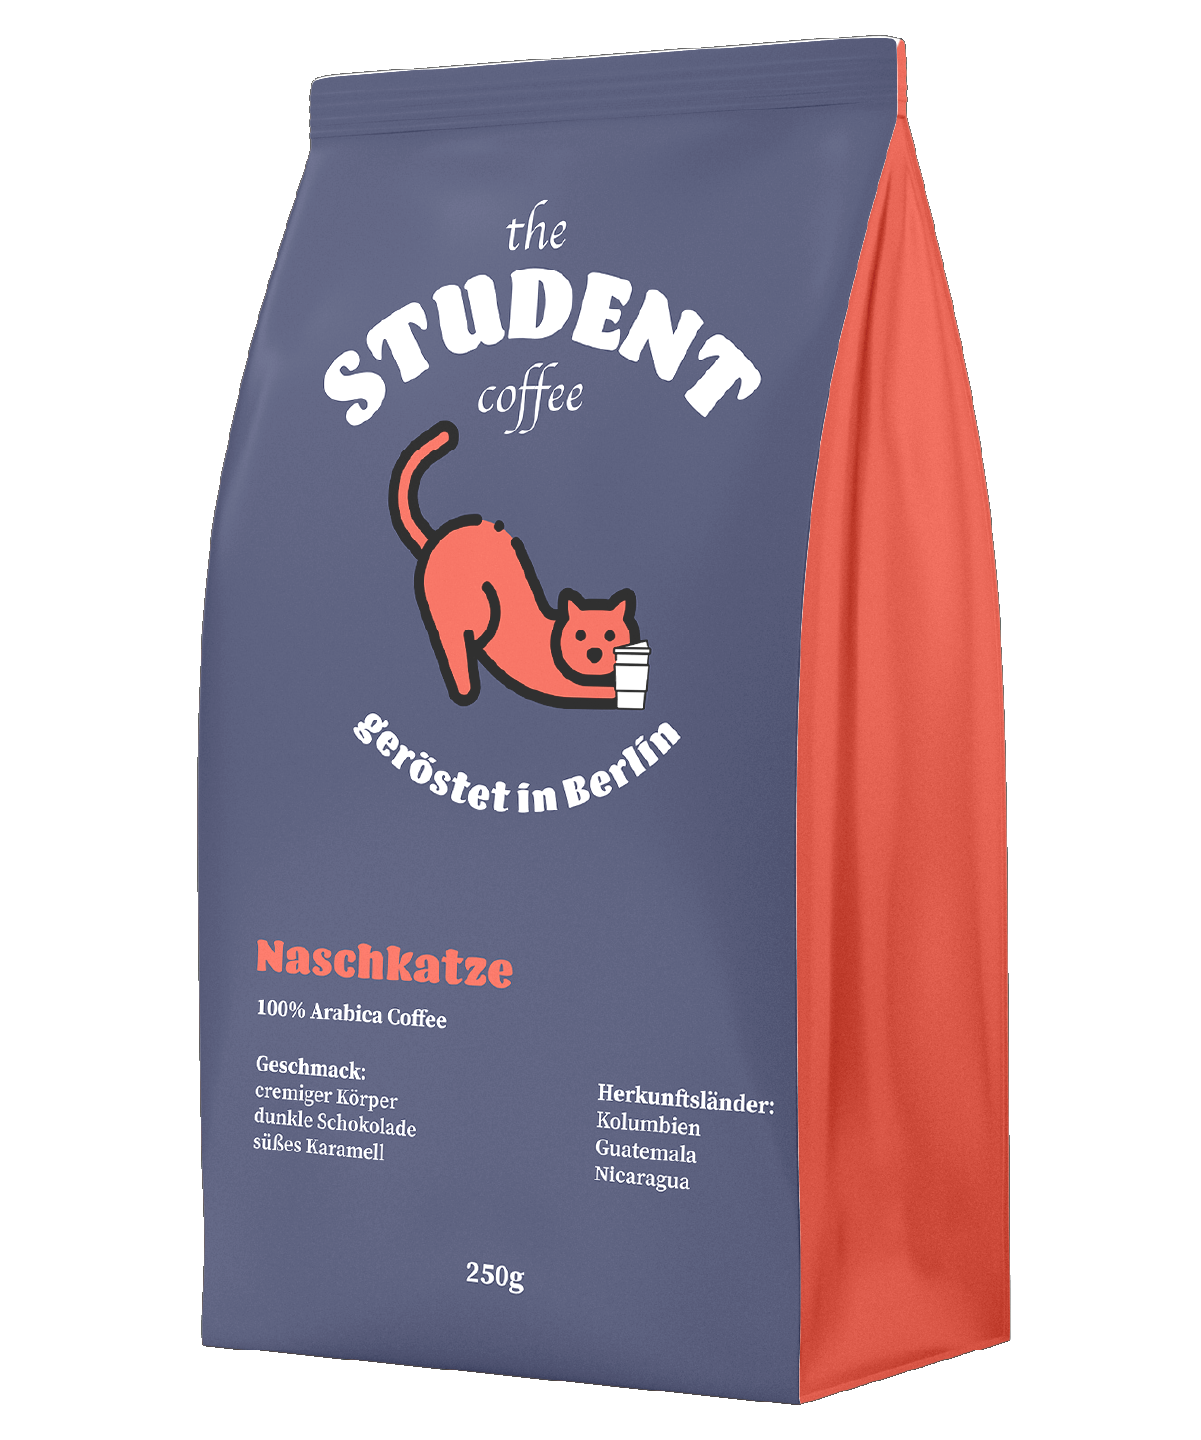 the
STUDENT
coffee
geröstet in Berlin
Naschkatze
100% Arabica Coffee
Geschmack:
cremiger Körper
dunkle Schokolade
süßes Karamell
Herkunftsländer:
Kolumbien
Guatemala
Nicaragua
250g